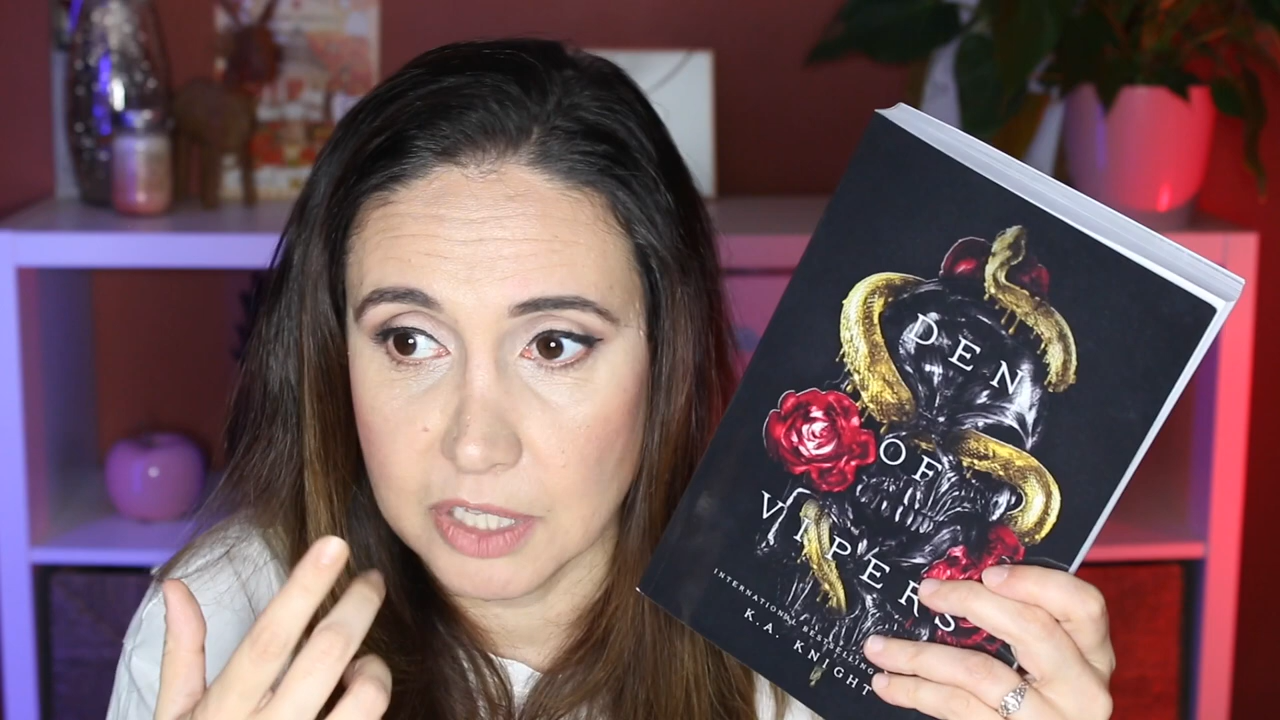 DEN
OF
VIPERS
INTERNATIONAL BESTSELLING
K.A. KNIGHT